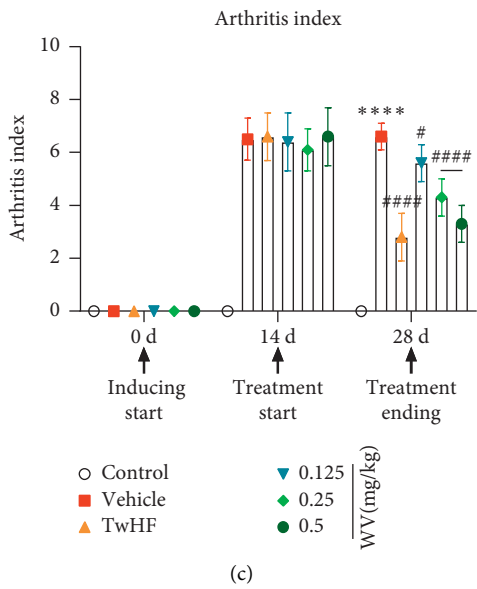 Arthritis index
Arthritis index
10
8
6
4
2
0
****
#
####
####
0 d
14 d
28 d
Inducing
start
Treatment
start
Treatment
ending
Control
Vehicle
TwHF
0.125
0.25
0.5
WV(mg/kg)
(c)